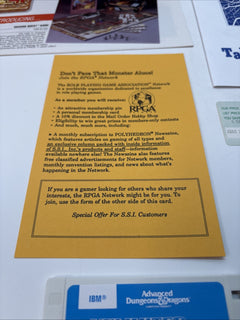 Don't Face That Monster Alone!
Join the RPGA® Network
The ROLE PLAYING GAME ASSOCIATION™ Network
is a worldwide organization dedicated to excellence
in role playing games.
As a member you will receive:
• An attractive membership pin
• A personal membership card
• A 10% discount in the Mail Order Hobby Shop
• Eligibility to win great prizes in members-only contests
• And much, much more, including:
• A monthly subscription to POLYHEDRON® Newszine,
which features articles on gaming of all types and
an exclusive column packed with inside information
of S.S.I., Inc.'s products and staff—information
available nowhere else! The Newszine also features
free classified advertisements for Network members,
monthly convention listings, and news about what's
happening in the Network.
RPGA
If you are a gamer looking for others who share your
interests, the RPGA Network might be for you. To
join, use the form of the other side of this card.
Special Offer For S.S.I. Customers
IBM®
Advanced
Dungeons&Dragons